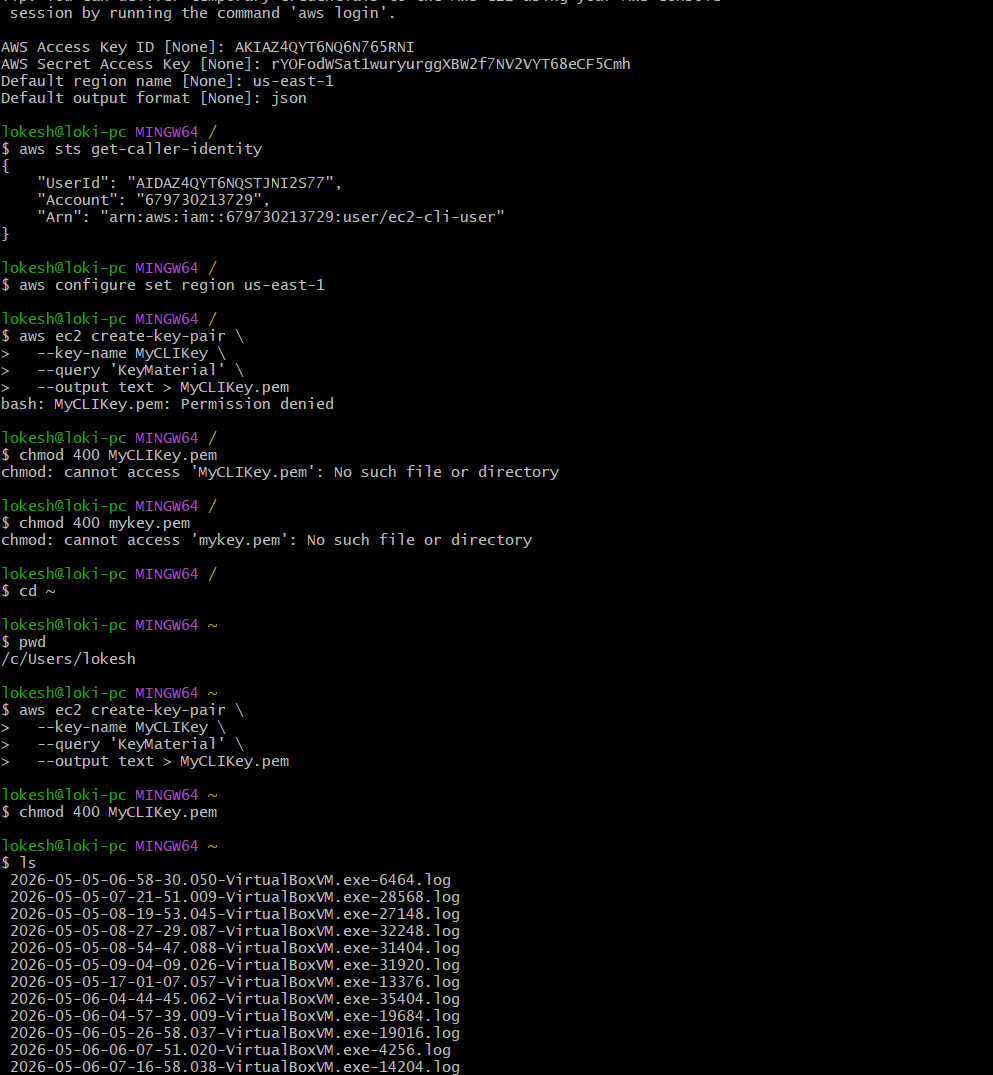 session by running the command 'aws login'.
AWS Access Key ID [None]: AKIAZ4QYT6NQ6N765RNI
AWS Secret Access Key [None]: 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
Default region name [None]: us-east-1
Default output format [None]: json
lokesh@loki-pc MINGW64 /
$ aws sts get-caller-identity
{
    "UserId": "AIDAZ4QYT6NQSTJNI2S77",
    "Account": "679730213729",
    "Arn": "arn:aws:iam::679730213729:user/ec2-cli-user"
}
lokesh@loki-pc MINGW64 /
$ aws configure set region us-east-1
lokesh@loki-pc MINGW64 /
$ aws ec2 create-key-pair \
>   --key-name MyCLIKey \
>   --query 'KeyMaterial' \
>   --output text > MyCLIKey.pem
bash: MyCLIKey.pem: Permission denied
lokesh@loki-pc MINGW64 /
$ chmod 400 MyCLIKey.pem
chmod: cannot access 'MyCLIKey.pem': No such file or directory
lokesh@loki-pc MINGW64 /
$ chmod 400 mykey.pem
chmod: cannot access 'mykey.pem': No such file or directory
lokesh@loki-pc MINGW64 /
$ cd ~
lokesh@loki-pc MINGW64 ~
$ pwd
/c/Users/lokesh
lokesh@loki-pc MINGW64 ~
$ aws ec2 create-key-pair \
>   --key-name MyCLIKey \
>   --query 'KeyMaterial' \
>   --output text > MyCLIKey.pem
lokesh@loki-pc MINGW64 ~
$ chmod 400 MyCLIKey.pem
lokesh@loki-pc MINGW64 ~
$ ls
2026-05-05-06-58-30.050-VirtualBoxVM.exe-6464.log
2026-05-05-07-21-51.009-VirtualBoxVM.exe-28568.log
2026-05-05-08-19-53.045-VirtualBoxVM.exe-27148.log
2026-05-05-08-27-29.087-VirtualBoxVM.exe-32248.log
2026-05-05-08-54-47.088-VirtualBoxVM.exe-31404.log
2026-05-05-09-04-09.026-VirtualBoxVM.exe-31920.log
2026-05-05-17-01-07.057-VirtualBoxVM.exe-13376.log
2026-05-06-04-44-45.062-VirtualBoxVM.exe-35404.log
2026-05-06-04-57-39.009-VirtualBoxVM.exe-19684.log
2026-05-06-05-26-58.037-VirtualBoxVM.exe-19016.log
2026-05-06-06-07-51.020-VirtualBoxVM.exe-4256.log
2026-05-06-07-16-58.038-VirtualBoxVM.exe-14204.log